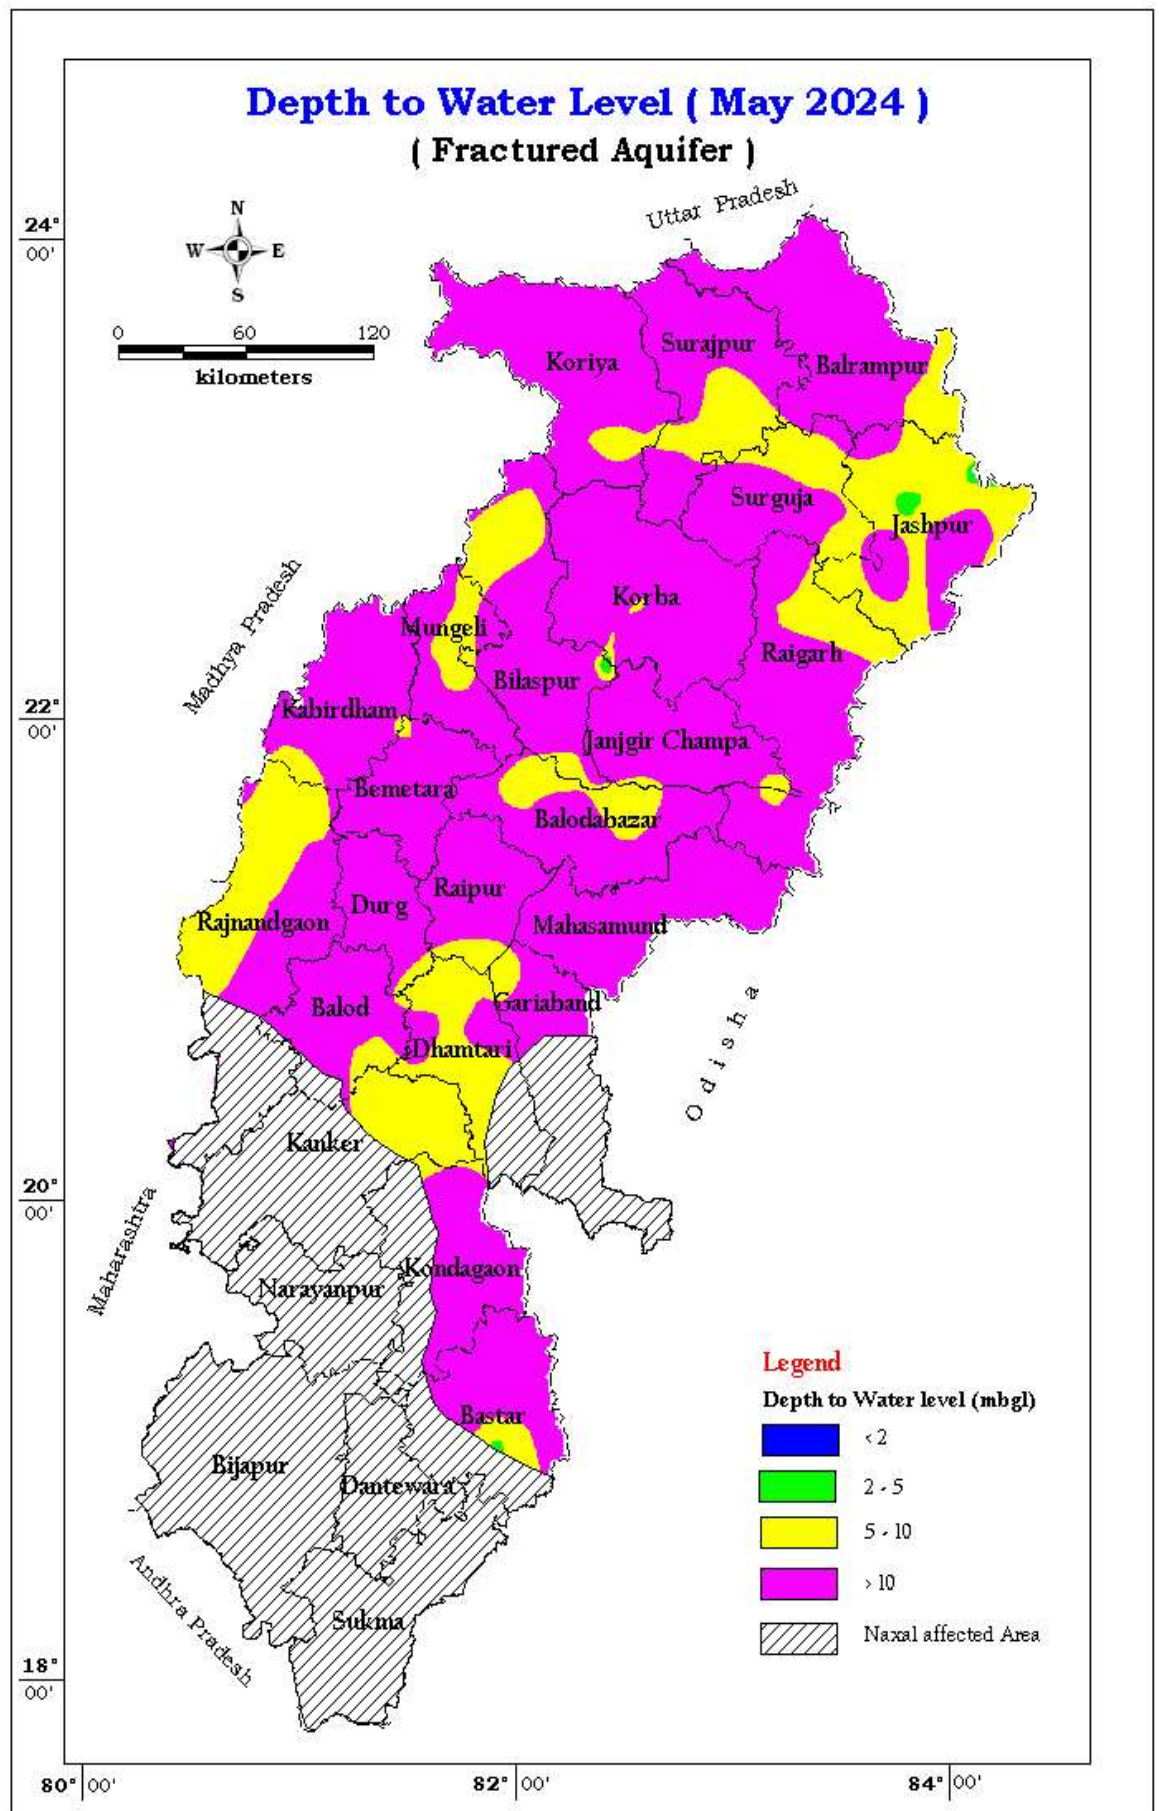 Depth to Water Level ( May 2024 )
( Fractured Aquifer )
Uttar Pradesh
24°
00'
N
W E
S
0 60 120
kilometers
Surajpur
Koriya
Balrampur
Surguja
Jashpur
Madhya Pradesh
Korba
Mungeli
Raigarh
Bilaspur
22°
00'
Kabirdham
Janjgir Champa
Bemetara
Balodabazar
Raipur
Durg
Rajnandgaon
Mahasamund
Balod
Gariaband
Odisha
Dhamtari
Kanker
20°
00'
Maharashtra
Kondagaon
Narayanpur
Legend
Depth to Water level (mbgl)
Bastar
< 2
Bijapur
Dantewara
2 - 5
5 - 10
Andhra Pradesh
> 10
Sukma
Naxal affected Area
18°
00'
80° 00' 82° 00' 84° 00'